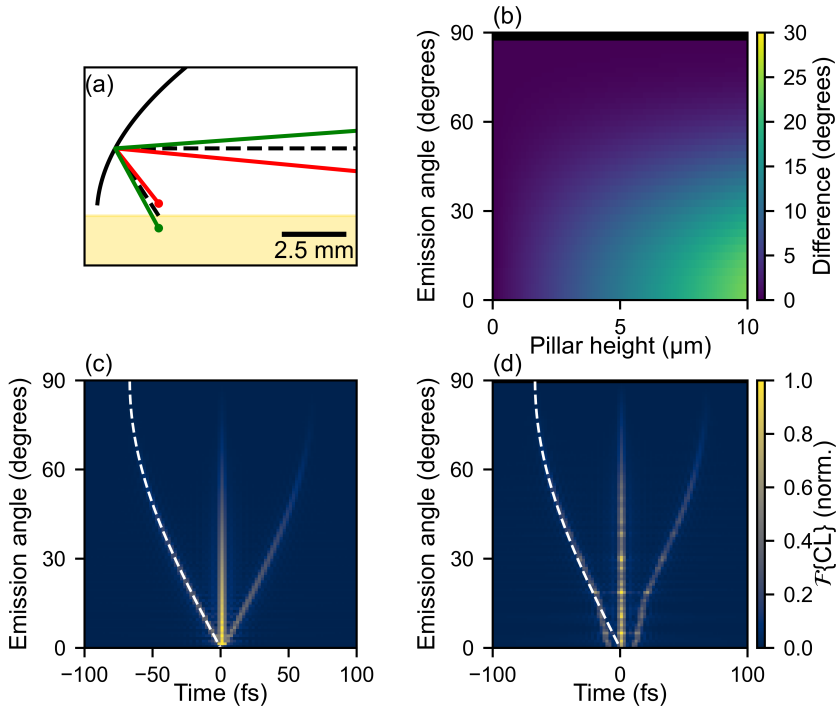 (a)
2.5 mm
(b)
Emission angle (degrees)
90
60
30
0
0
5
10
Pillar height (µm)
30
25
20
15
10
5
0
Difference (degrees)
(c)
Emission angle (degrees)
90
60
30
0
−100
−50
0
50
100
Time (fs)
(d)
Emission angle (degrees)
90
60
30
0
−100
0
100
Time (fs)
1.0
0.8
0.6
0.4
0.2
0.0
ℱ{CL} (norm.)